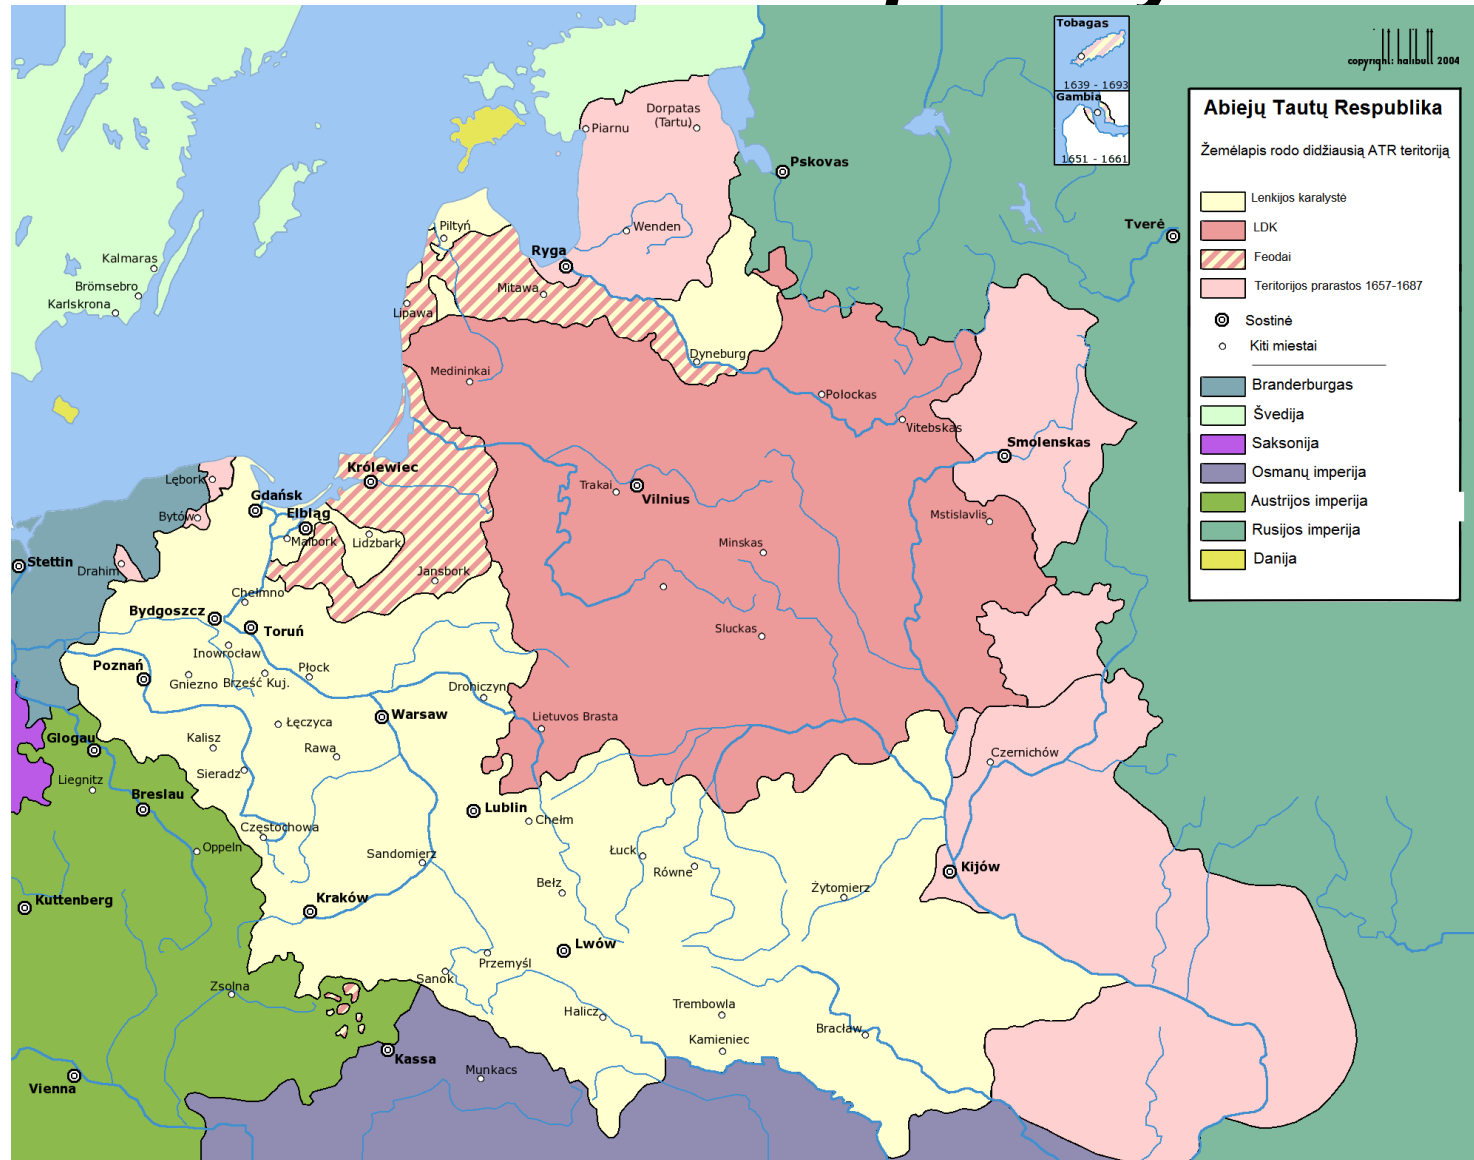 Tobagas
1639 - 1693
Gambia
1651 - 1661
copyright: halibutt 2004
Abiejų Tautų Respublika
Žemėlapis rodo didžiausią ATR teritoriją
Lenkijos karalystė
LDK
Feodai
Teritorijos prarastos 1657-1687
Sostinė
Kiti miestai
Branderburgas
Švedija
Saksonija
Osmanų imperija
Austrijos imperija
Rusijos imperija
Danija
Dorpatas
(Tartu)
Piarnu
Pskovas
Tverė
Piltyń
Wenden
Ryga
Kalmaras
Brömsebro
Karlskrona
Mitawa
Lipawa
Dyneburg
Medininkai
Połockas
Vitebskas
Smolenskas
Królewiec
Lębork
Gdańsk
Trakai
Vilnius
Bytów
Elbląg
Malbork
Lidzbark
Mstislavlis
Minskas
Stettin
Drahim
Jansbork
Chełmno
Bydgoszcz
Toruń
Sluckas
Inowrocław
Poznań
Płock
Gniezno
Brześć Kuj.
Drohiczyn
Warsaw
Lietuvos Brasta
Łęczyca
Glogau
Kalisz
Rawa
Czernichów
Sieradz
Liegnitz
Breslau
Lublin
Chełm
Częstochowa
Oppeln
Sandomierz
Łuck
Równe
Kijów
Bełz
Żytomierz
Kuttenberg
Kraków
Lwów
Przemyśl
Sanok
Zsolna
Halicz
Trembowla
Bracław
Kamieniec
Kassa
Munkacs
Vienna